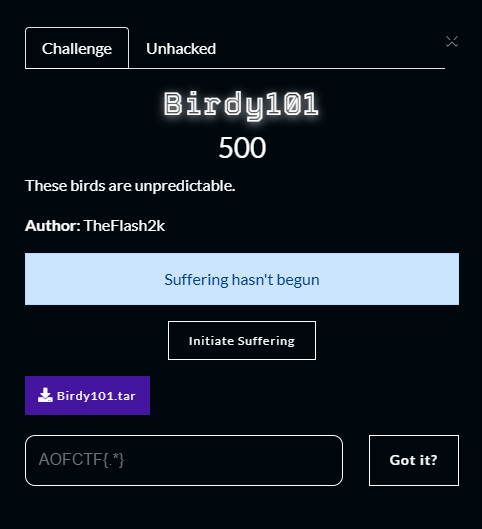 Challenge
Unhacked
Birdy101
500
These birds are unpredictable.
Author: TheFlash2k
Suffering hasn't begun
Initiate Suffering
Birdy101.tar
AOFCTF{.*}
Got it?